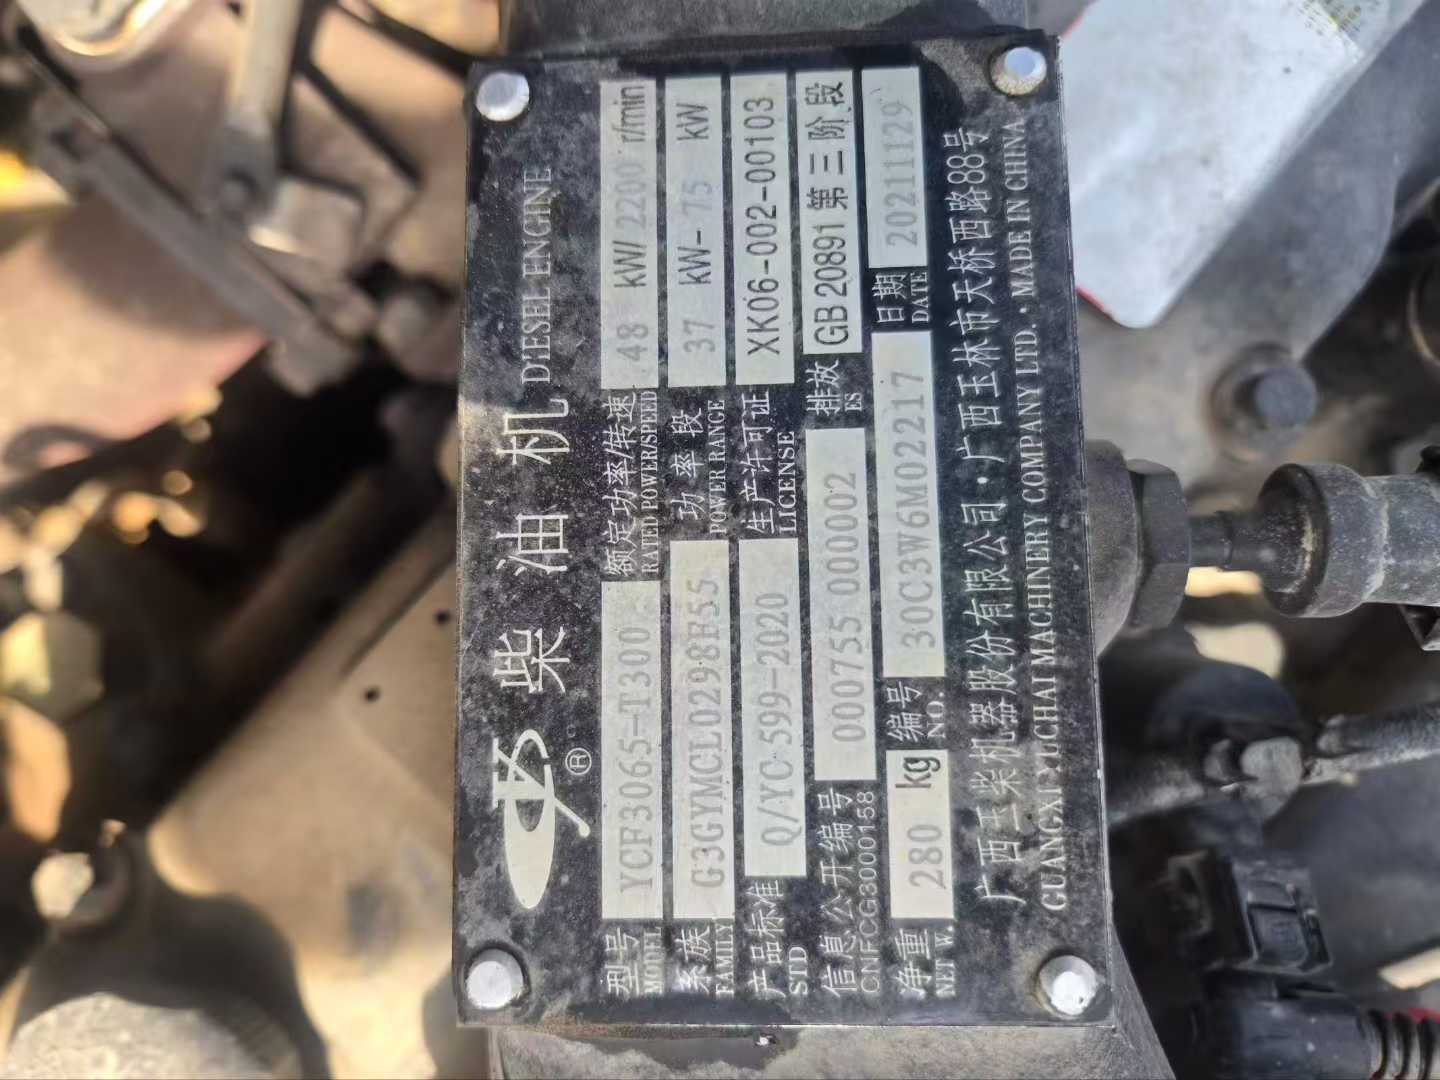 柴油机 DIESEL ENGINE
®
型号 YCF3065-T300 额定功率/转速 48 kW/ 2200 r/min
MODEL RATED POWER/SPEED
系族 G3GYMCL0298F55 功率段 37 kW- 75 kW
FAMILY POWER RANGE
产品标准 Q/YC 599-2020 生产许可证 XK06-002-00103
STD LICENSE
信息公开编号 000755 000002 排放 GB20891 第三阶段
CNFCG3000158 ES
净重 280 kg 编号 30C3W6M02217 日期 20211129
NET W. NO. DATE
广西玉柴机器股份有限公司·广西玉林市天桥西路88号
GUANGXI YUCHAI MACHINERY COMPANY LTD. · MADE IN CHINA